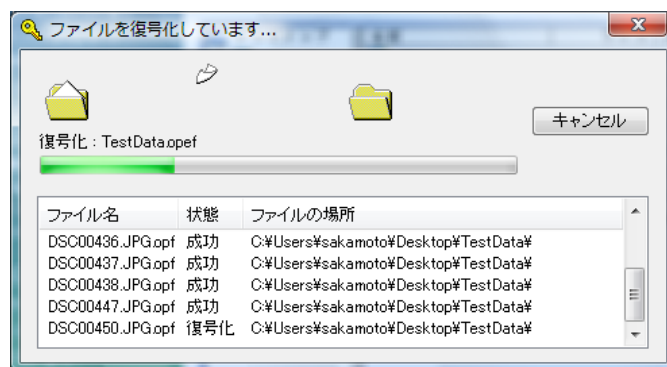 ファイルを復号化しています...
キャンセル
復号化 : TestData.opef
ファイル名 状態 ファイルの場所
DSC00436.JPG.opf 成功 C:¥Users¥sakamoto¥Desktop¥TestData¥
DSC00437.JPG.opf 成功 C:¥Users¥sakamoto¥Desktop¥TestData¥
DSC00438.JPG.opf 成功 C:¥Users¥sakamoto¥Desktop¥TestData¥
DSC00447.JPG.opf 成功 C:¥Users¥sakamoto¥Desktop¥TestData¥
DSC00450.JPG.opf 復号化 C:¥Users¥sakamoto¥Desktop¥TestData¥